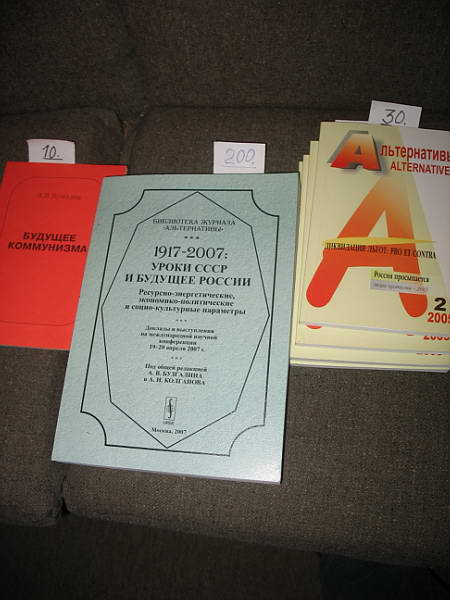 10.
200.
30.
А.В. Бузгалин
БУДУЩЕЕ
КОММУНИЗМА
БИБЛИОТЕКА ЖУРНАЛА
«АЛЬТЕРНАТИВЫ»
***
1917-2007:
УРОКИ СССР
И БУДУЩЕЕ РОССИИ
Ресурсно-энергетические,
экономико-политические
и социо-культурные параметры
***
Доклады и выступления
на международной научной
конференции
19-20 апреля 2007 г.
***
Под общей редакцией
А. В. БУЗГАЛИНА
и А. И. КОЛГАНОВА
URSS
Москва, 2007
Альтернативы
ALTERNATIVES
ЛИКВИДАЦИЯ ЛЬГОТ: PRO ET CONTRA
Россия просыпается
2
2005
2005